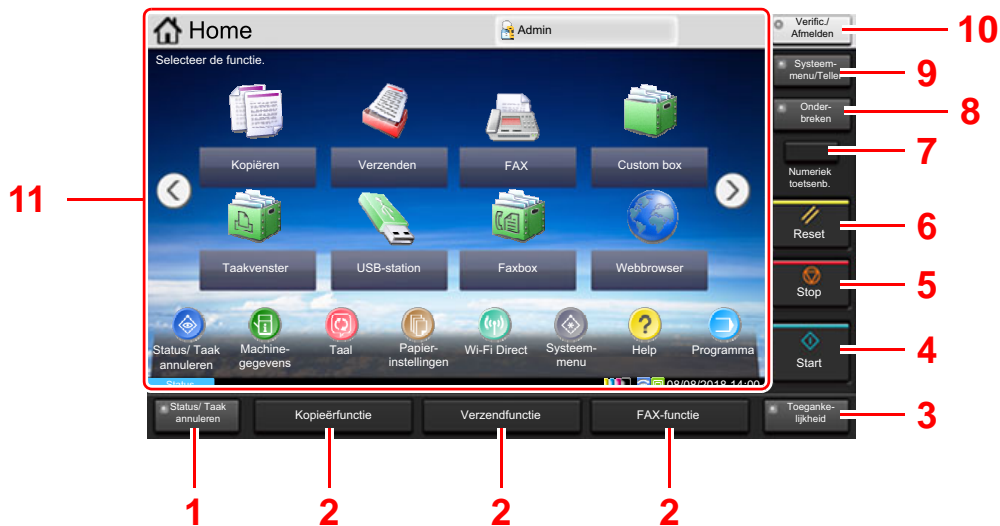 Home
Admin
Verific./
Afmelden
10
Selecteer de functie.
Systeem-
menu/Teller
9
Onder-
breken
8
Kopiëren
Verzenden
FAX
Custom box
7
Numeriek
toetsenb.
11
Reset
6
Taakvenster
USB-station
Faxbox
Webbrowser
Stop
5
Status/ Taak
annuleren
Machine-
gegevens
Taal
Papier-
instellingen
Wi-Fi Direct
Systeem-
menu
Help
Programma
Start
4
Status
08/08/2018 14:00
Status/ Taak
annuleren
Kopieërfunctie
Verzendfunctie
FAX-functie
Toeganke-
lijkheid
3
1
2
2
2